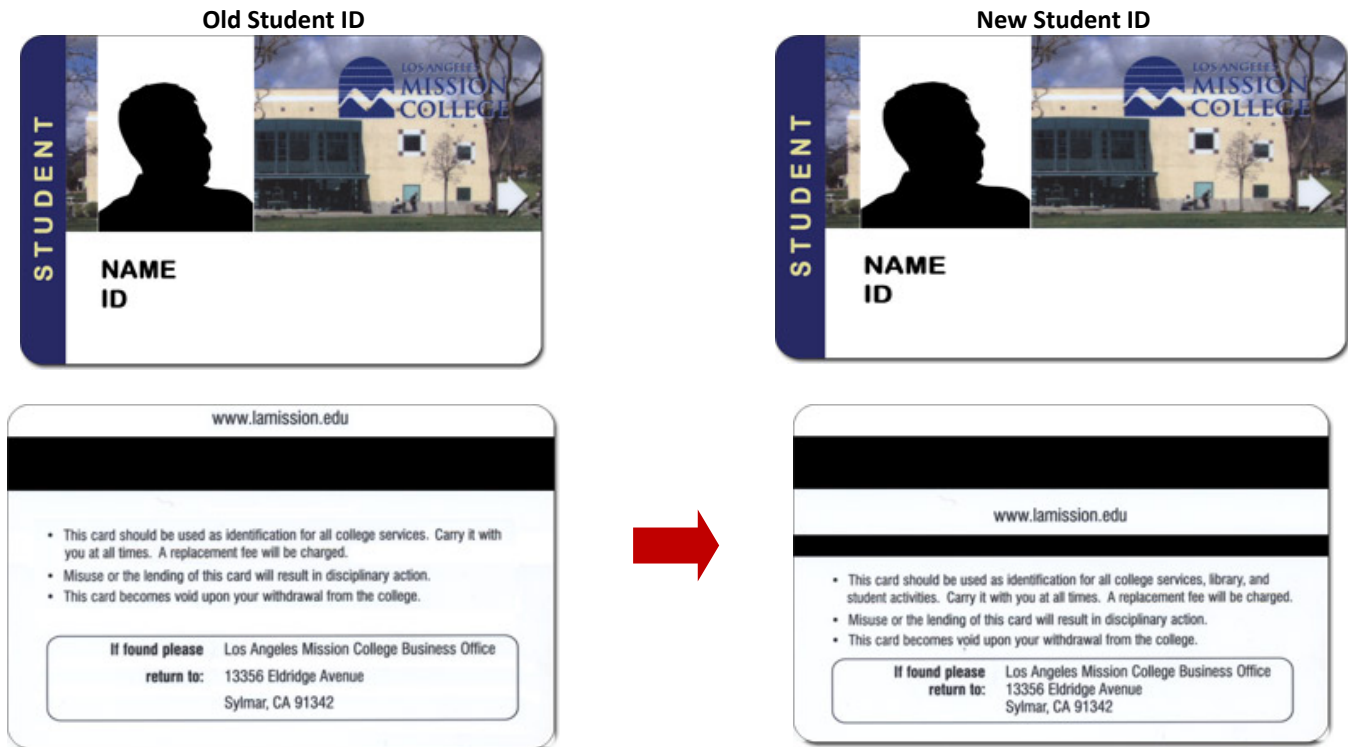 Old Student ID
STUDENT
LOS ANGELES
MISSION
COLLEGE
NAME
ID
www.lamission.edu
• This card should be used as identification for all college services. Carry it with
you at all times. A replacement fee will be charged.
• Misuse or the lending of this card will result in disciplinary action.
• This card becomes void upon your withdrawal from the college.
If found please Los Angeles Mission College Business Office
return to: 13356 Eldridge Avenue
Sylmar, CA 91342
New Student ID
STUDENT
LOS ANGELES
MISSION
COLLEGE
NAME
ID
www.lamission.edu
• This card should be used as identification for all college services, library, and
student activities. Carry it with you at all times. A replacement fee will be charged.
• Misuse or the lending of this card will result in disciplinary action.
• This card becomes void upon your withdrawal from the college.
If found please Los Angeles Mission College Business Office
return to: 13356 Eldridge Avenue
Sylmar, CA 91342